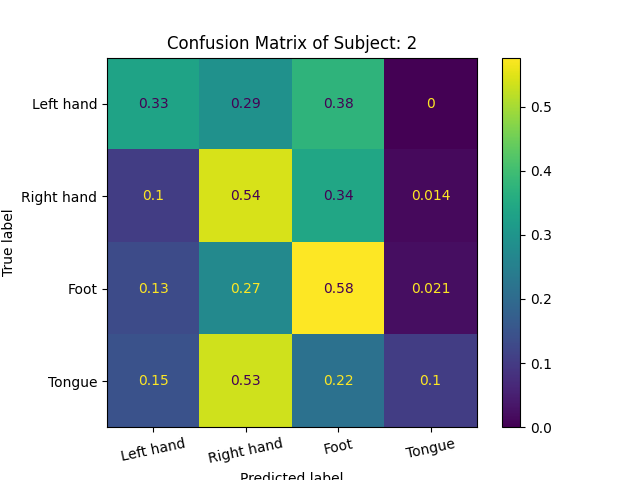 Confusion Matrix of Subject: 2
True label
Left hand 0.33 0.29 0.38 0
Right hand 0.1 0.54 0.34 0.014
Foot 0.13 0.27 0.58 0.021
Tongue 0.15 0.53 0.22 0.1
Left hand Right hand Foot Tongue
Predicted label
0.5
0.4
0.3
0.2
0.1
0.0